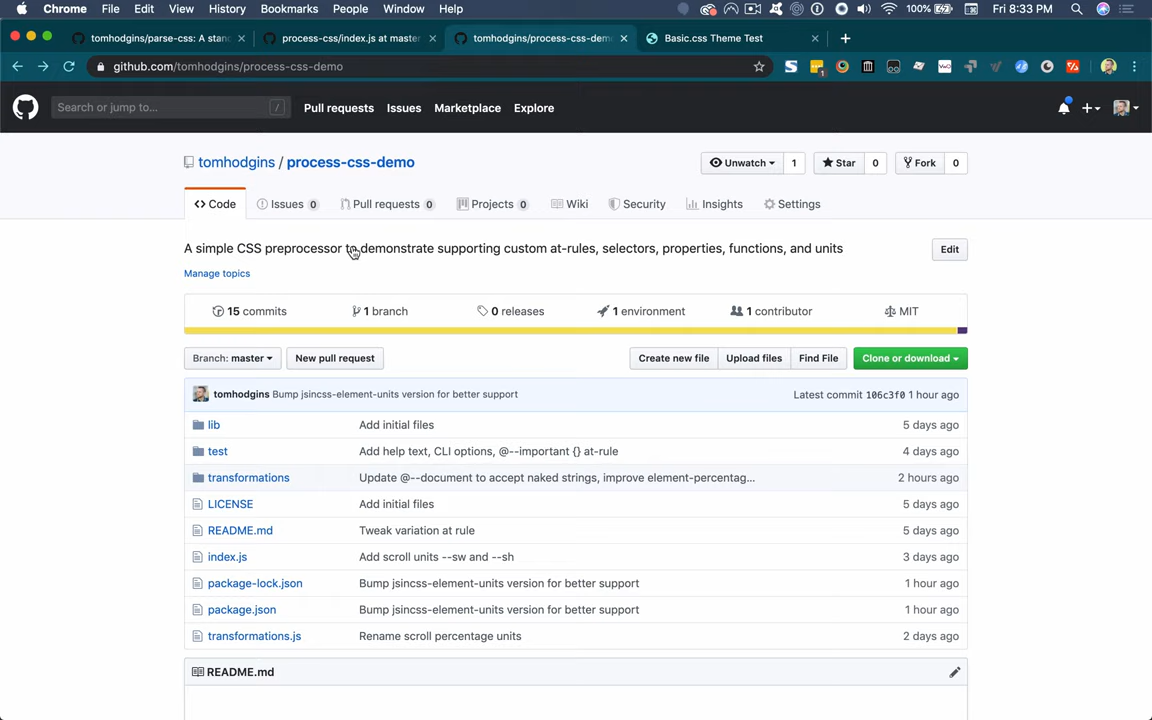 Chrome File Edit View History Bookmarks People Window Help 100% Fri 8:33 PM
tomhodgins/parse-css: A stan process-css/index.js at master tomhodgins/process-css-dem Basic.css Theme Test
github.com/tomhodgins/process-css-demo
Search or jump to... / Pull requests Issues Marketplace Explore
tomhodgins / process-css-demo Unwatch 1 Star 0 Fork 0
Code Issues 0 Pull requests 0 Projects 0 Wiki Security Insights Settings
A simple CSS preprocessor to demonstrate supporting custom at-rules, selectors, properties, functions, and units Edit
Manage topics
15 commits 1 branch 0 releases 1 environment 1 contributor MIT
Branch: master New pull request Create new file Upload files Find File Clone or download
tomhodgins Bump jsincss-element-units version for better support Latest commit 106c3f0 1 hour ago
lib Add initial files 5 days ago
test Add help text, CLI options, @--important {} at-rule 4 days ago
transformations Update @--document to accept naked strings, improve element-percentag... 2 hours ago
LICENSE Add initial files 5 days ago
README.md Tweak variation at rule 5 days ago
index.js Add scroll units --sw and --sh 3 days ago
package-lock.json Bump jsincss-element-units version for better support 1 hour ago
package.json Bump jsincss-element-units version for better support 1 hour ago
transformations.js Rename scroll percentage units 2 days ago
README.md